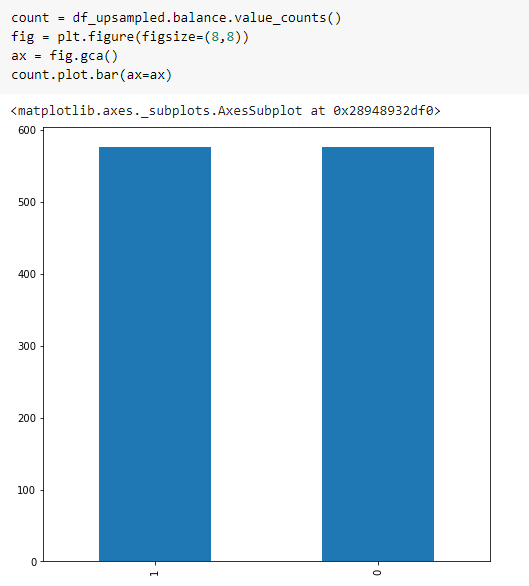 count = df_upsampled.balance.value_counts()
fig = plt.figure(figsize=(8,8))
ax = fig.gca()
count.plot.bar(ax=ax)
<matplotlib.axes._subplots.AxesSubplot at 0x28948932df0>
600
500
400
300
200
100
0
1
0